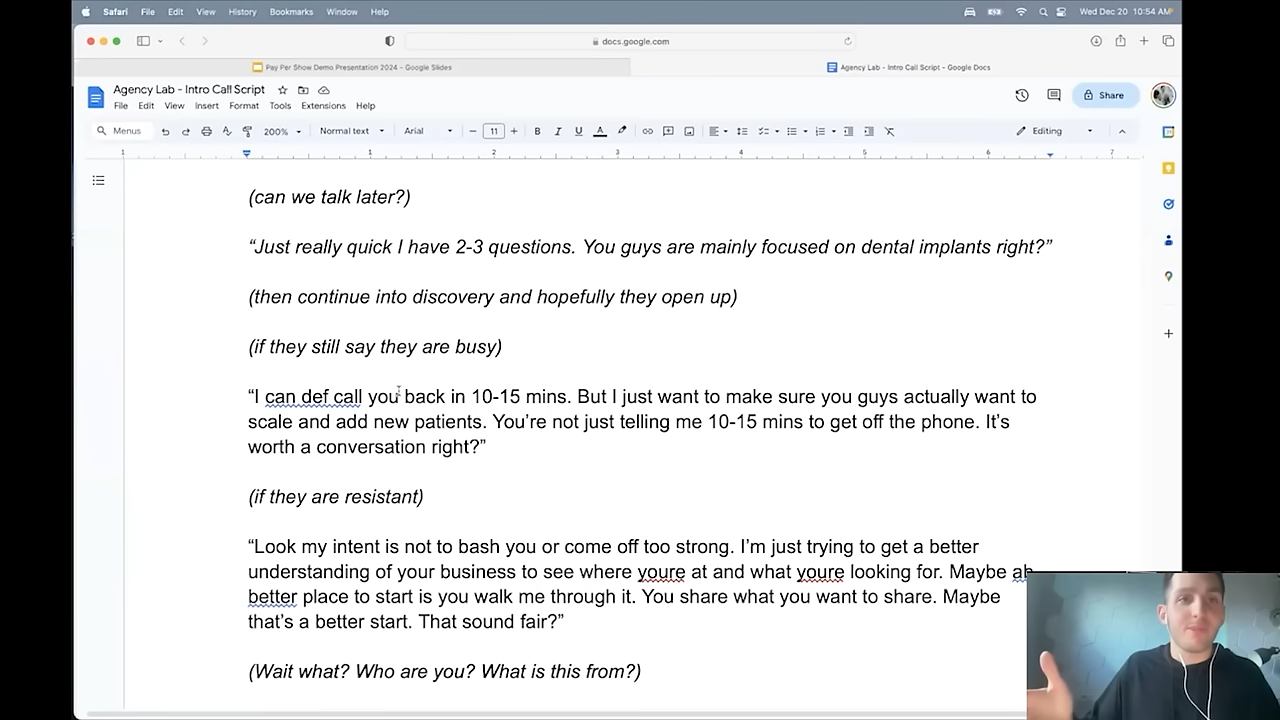 Safari File Edit View History Bookmarks Window Help Wed Dec 20 10:54 AM
docs.google.com
Pay Per Show Demo Presentation 2024 - Google Slides Agency Lab - Intro Call Script - Google Docs
Agency Lab - Intro Call Script
File Edit View Insert Format Tools Extensions Help
Share
Menus 200% Normal text Arial 11 B I U A Editing
1 1 2 3 4 5 6 7
(can we talk later?)
“Just really quick I have 2-3 questions. You guys are mainly focused on dental implants right?”
(then continue into discovery and hopefully they open up)
(if they still say they are busy)
“I can def call you back in 10-15 mins. But I just want to make sure you guys actually want to
scale and add new patients. You’re not just telling me 10-15 mins to get off the phone. It’s
worth a conversation right?”
(if they are resistant)
“Look my intent is not to bash you or come off too strong. I’m just trying to get a better
understanding of your business to see where youre at and what youre looking for. Maybe
better place to start is you walk me through it. You share what you want to share. Maybe
that’s a better start. That sound fair?”
(Wait what? Who are you? What is this from?)